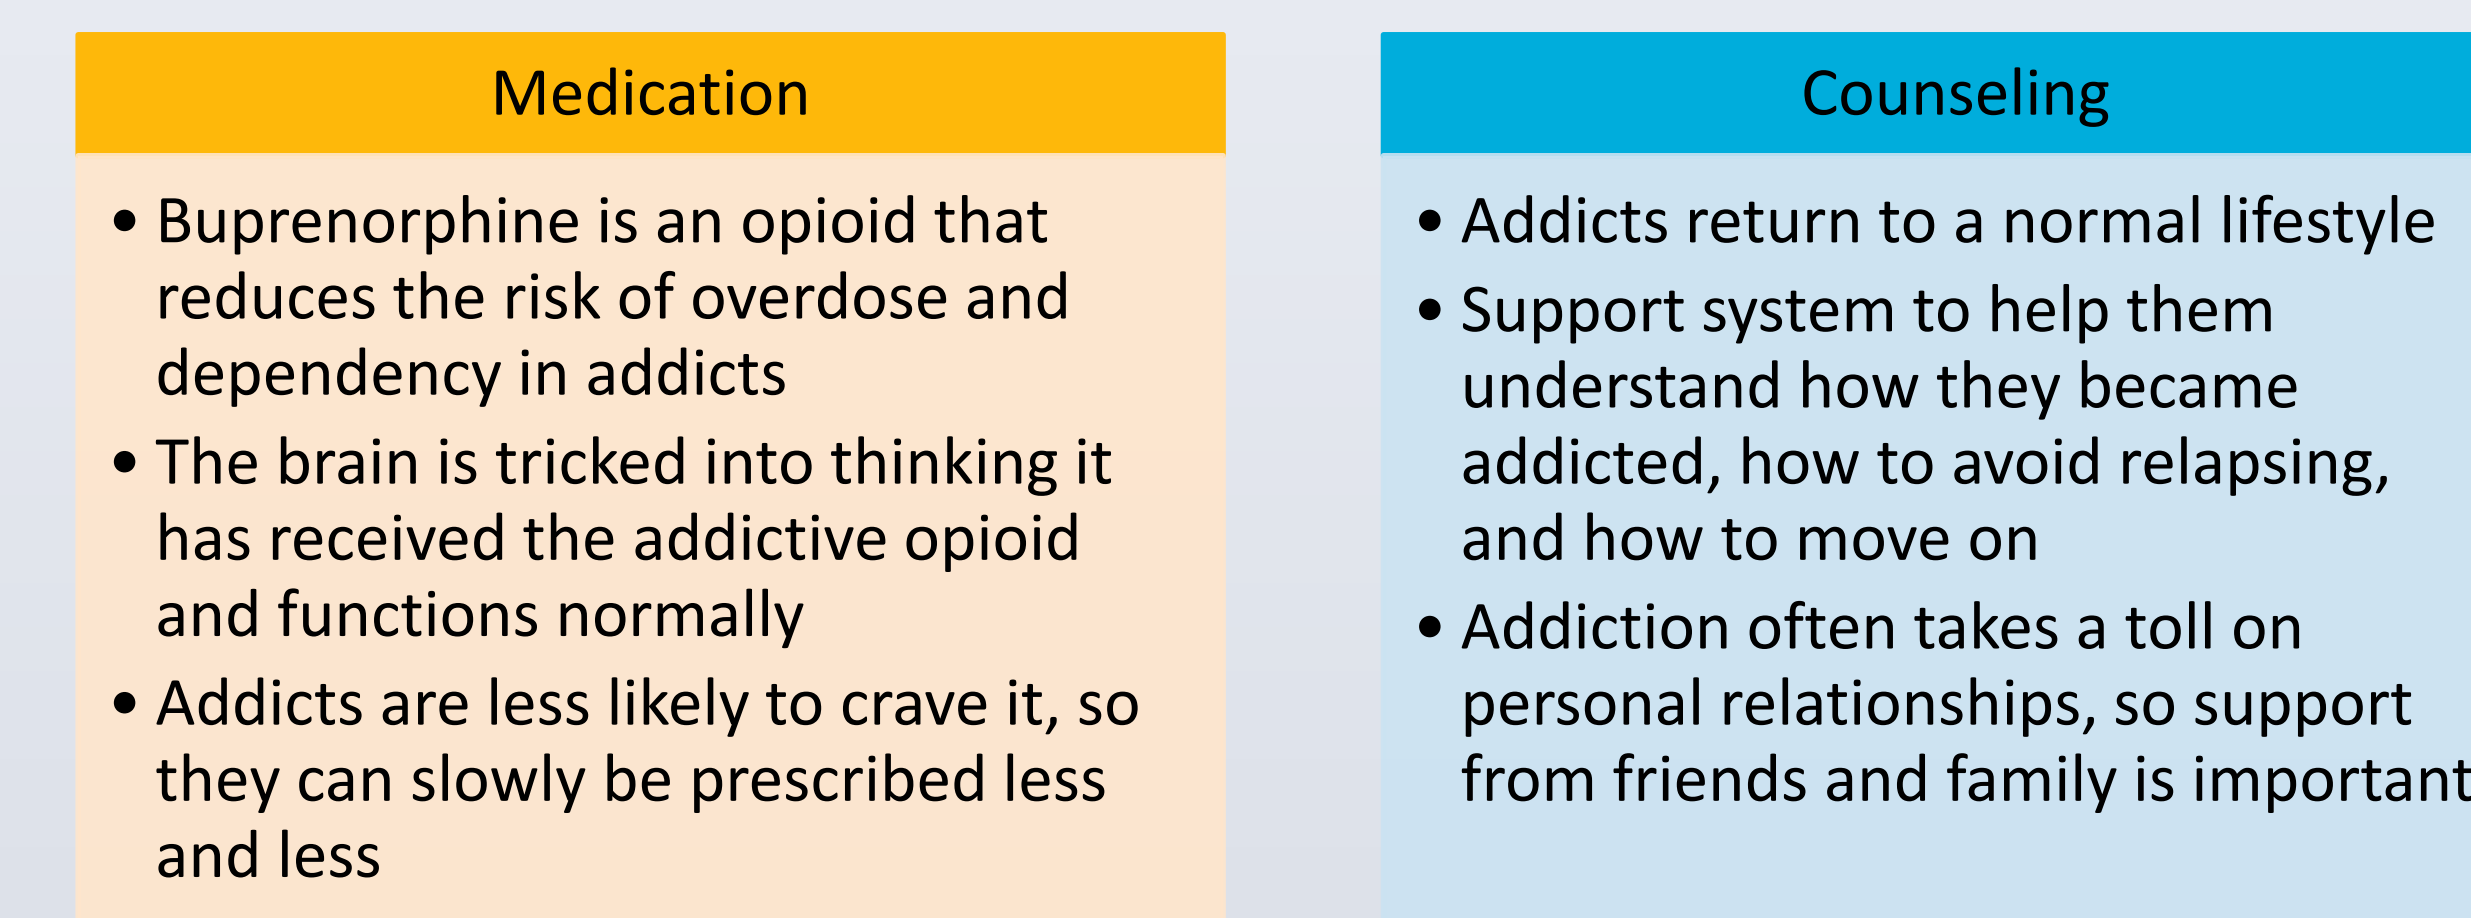 Medication
• Buprenorphine is an opioid that
reduces the risk of overdose and
dependency in addicts
• The brain is tricked into thinking it
has received the addictive opioid
and functions normally
• Addicts are less likely to crave it, so
they can slowly be prescribed less
and less
Counseling
• Addicts return to a normal lifestyle
• Support system to help them
understand how they became
addicted, how to avoid relapsing,
and how to move on
• Addiction often takes a toll on
personal relationships, so support
from friends and family is important